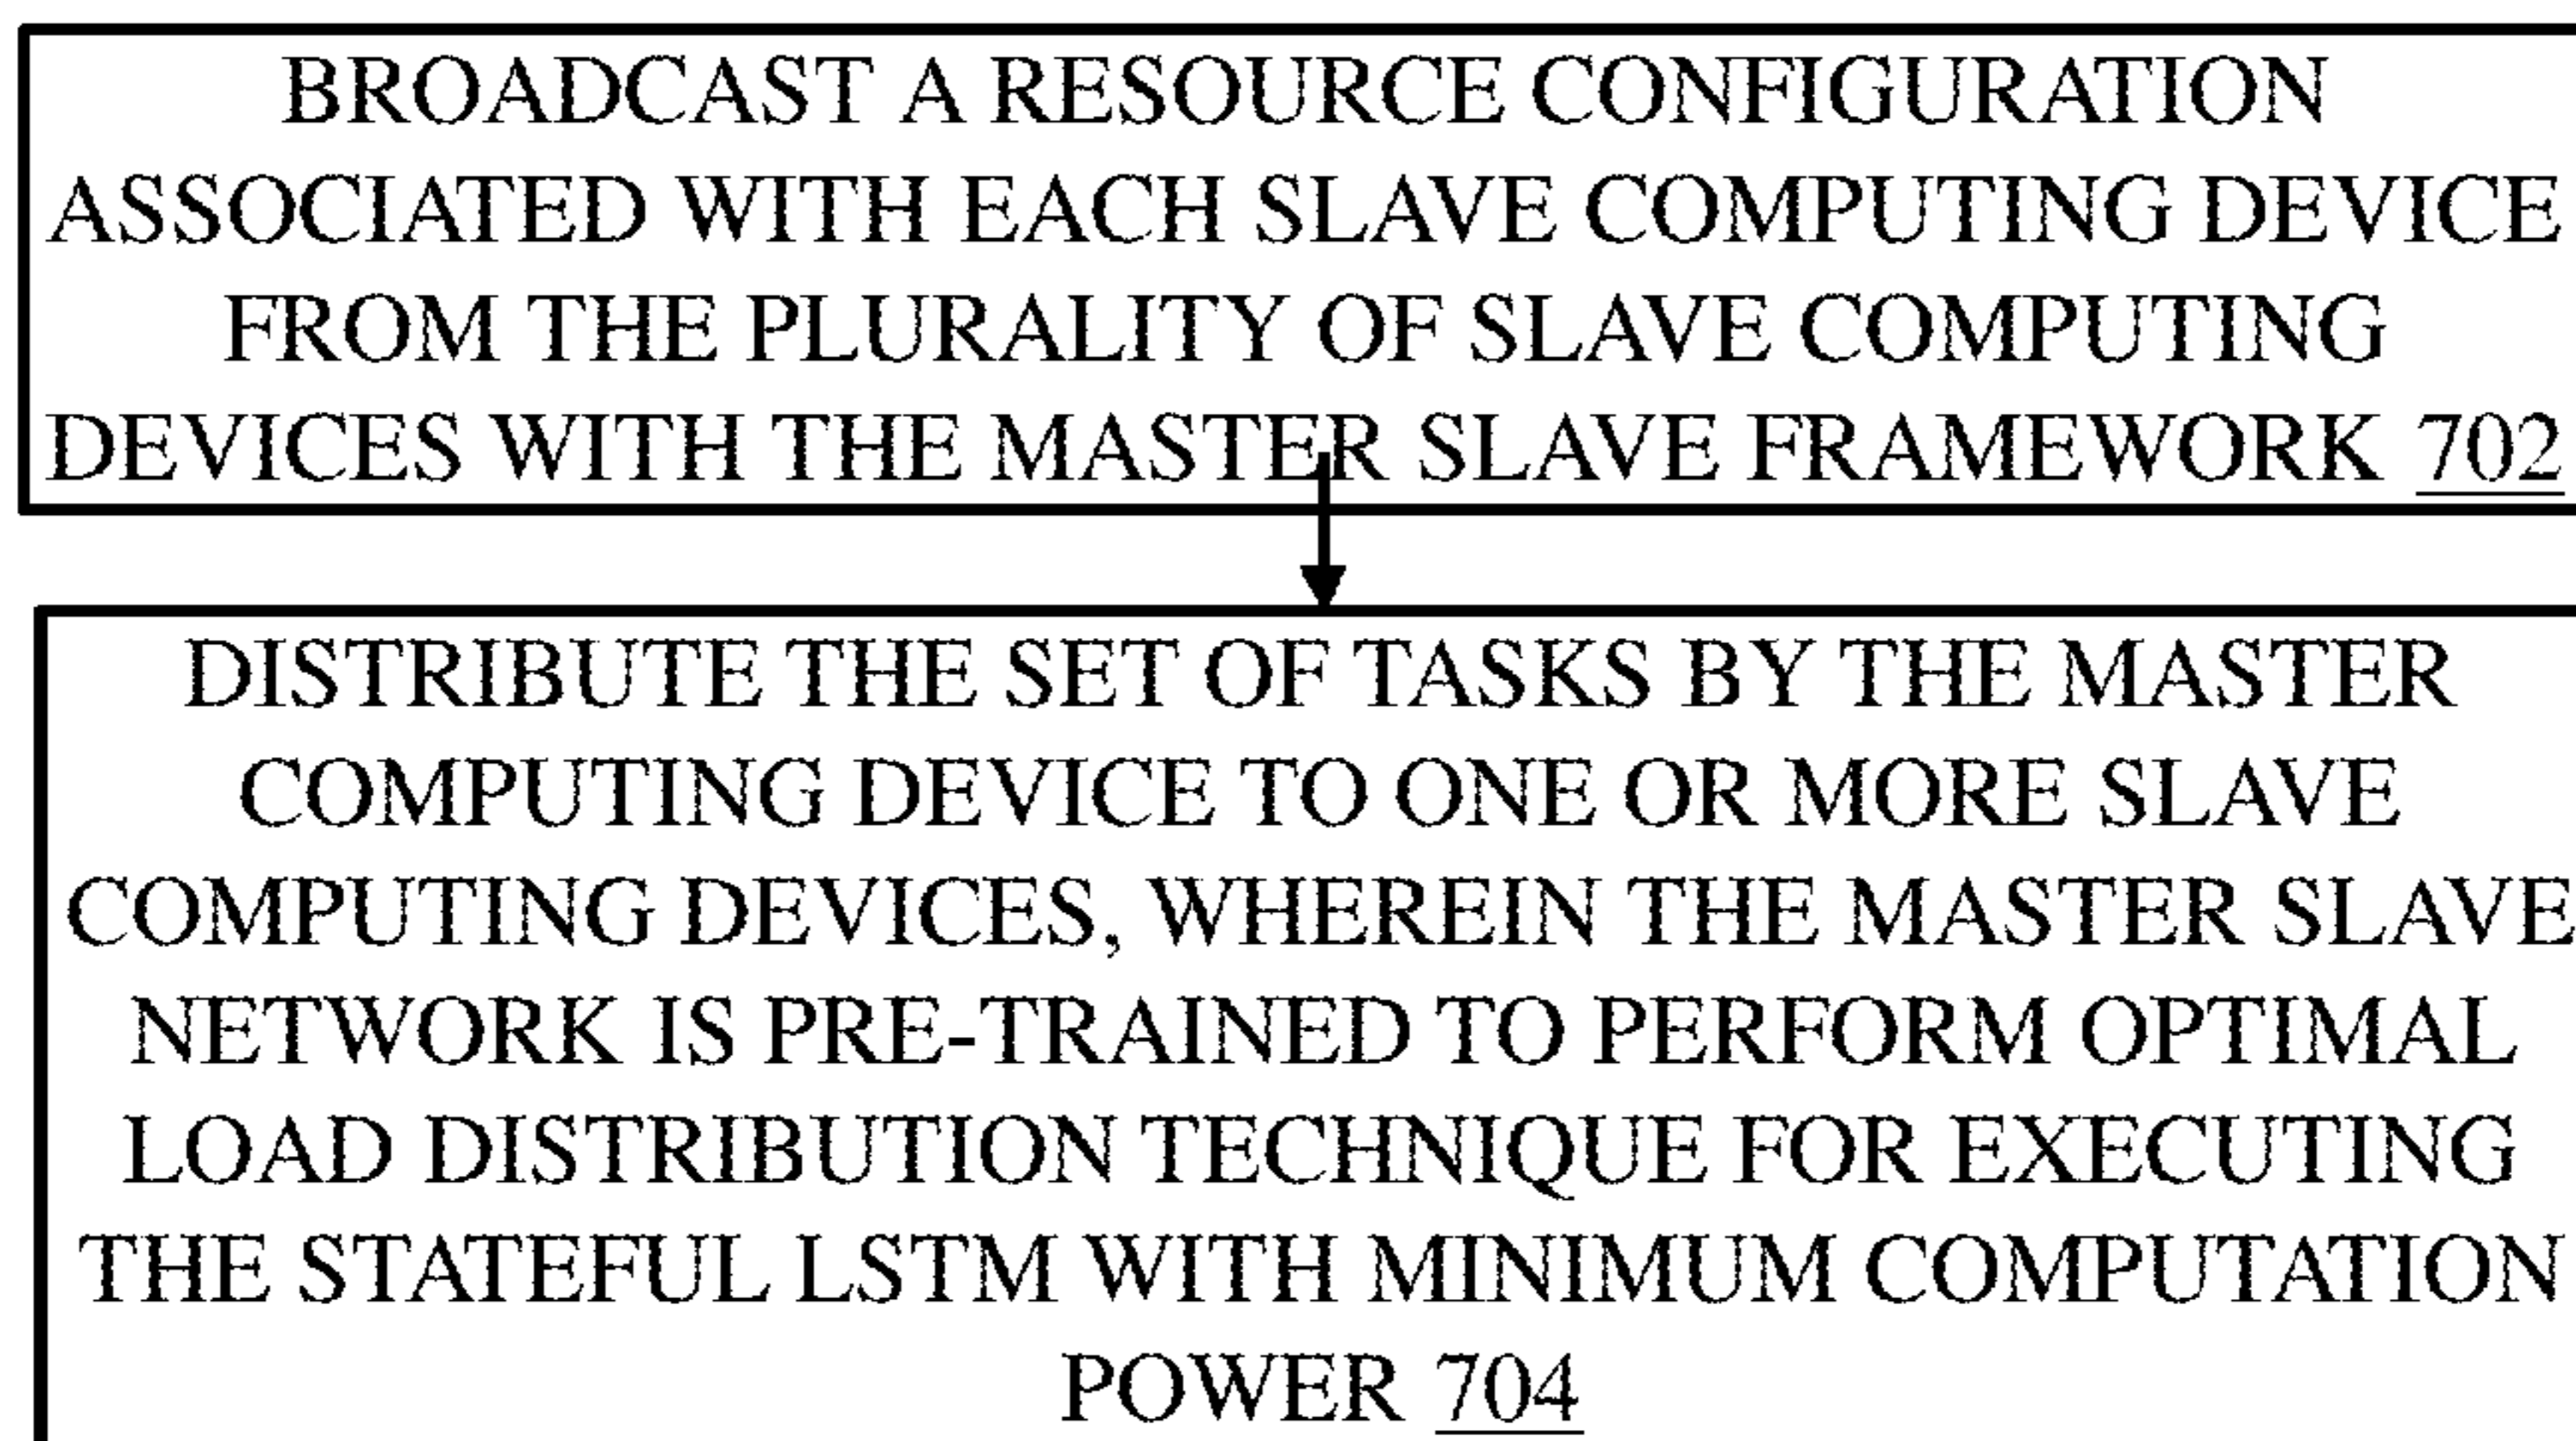 BROADCAST A RESOURCE CONFIGURATION
ASSOCIATED WITH EACH SLAVE COMPUTING DEVICE
FROM THE PLURALITY OF SLAVE COMPUTING
DEVICES WITH THE MASTER SLAVE FRAMEWORK 702
DISTRIBUTE THE SET OF TASKS BY THE MASTER
COMPUTING DEVICE TO ONE OR MORE SLAVE
COMPUTING DEVICES, WHEREIN THE MASTER SLAVE
NETWORK IS PRE-TRAINED TO PERFORM OPTIMAL
LOAD DISTRIBUTION TECHNIQUE FOR EXECUTING
THE STATEFUL LSTM WITH MINIMUM COMPUTATION
POWER 704